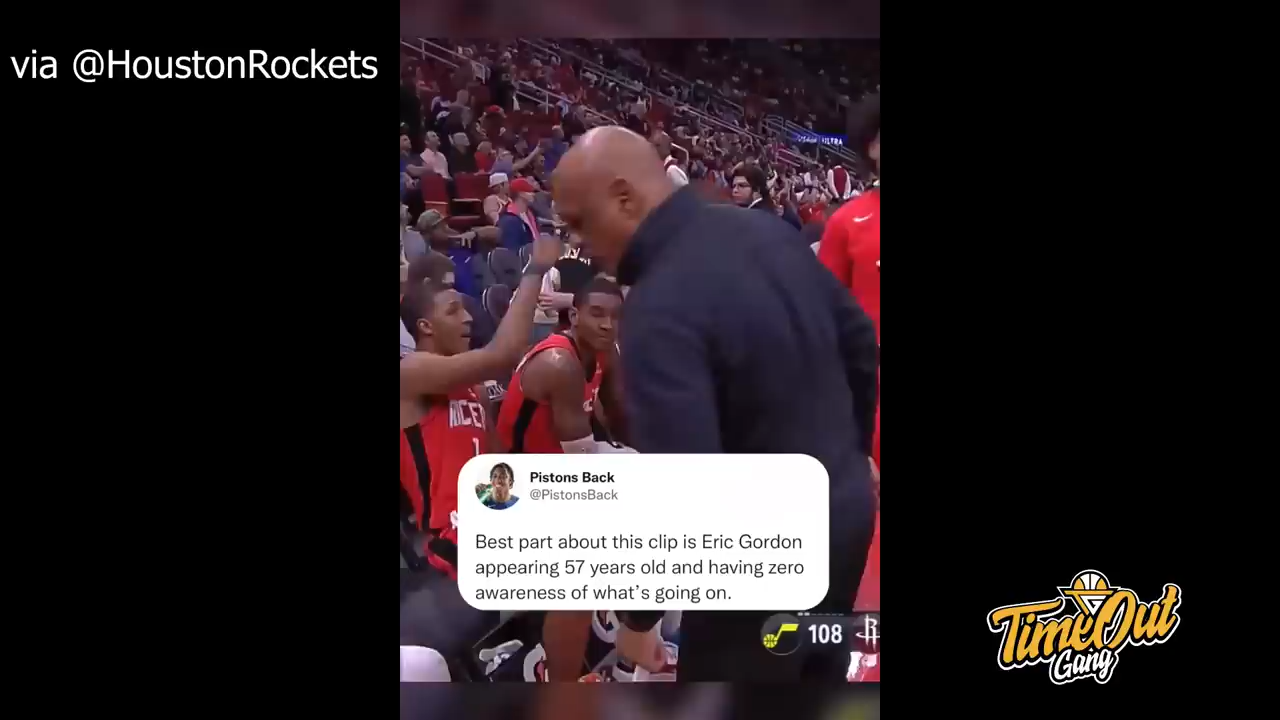 via @HoustonRockets
ULTRA
Pistons Back
@PistonsBack
Best part about this clip is Eric Gordon
appearing 57 years old and having zero
awareness of what's going on.
108
TimeOut
Gang